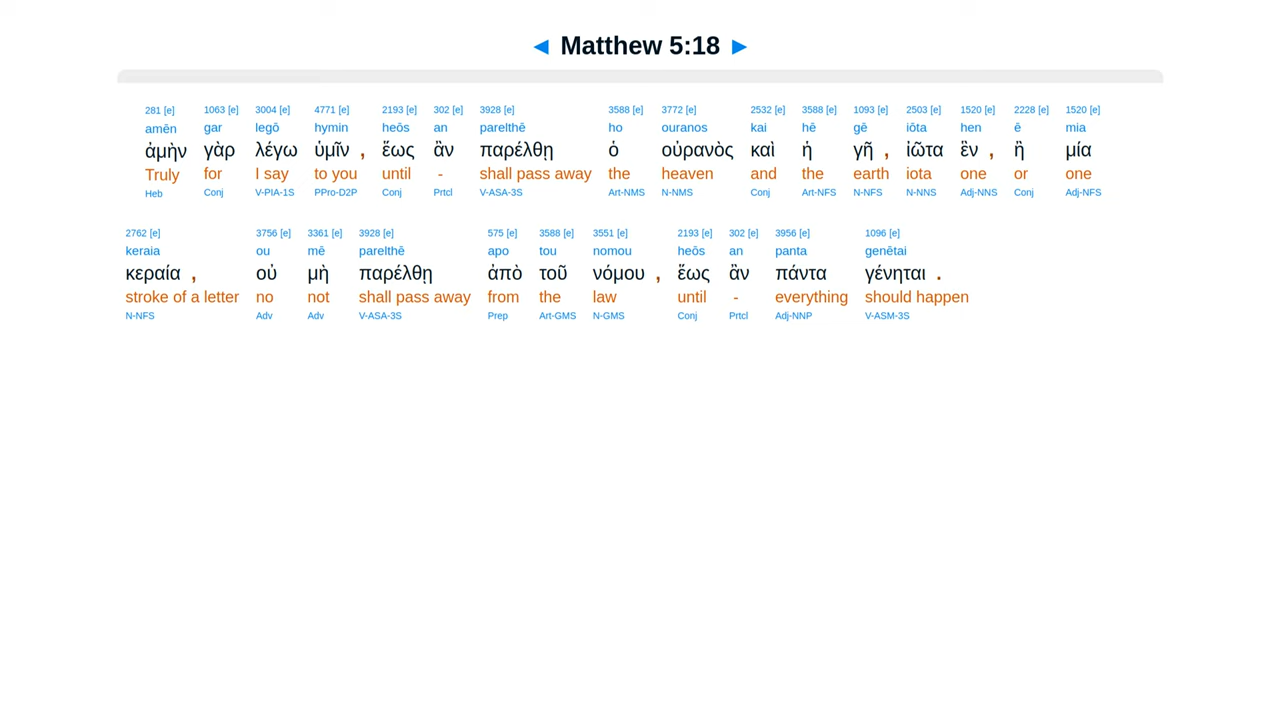 ◄ Matthew 5:18 ►
281 [e] 1063 [e] 3004 [e] 4771 [e] 2193 [e] 302 [e] 3928 [e] 3588 [e] 3772 [e] 2532 [e] 3588 [e] 1093 [e] 2503 [e] 1520 [e] 2228 [e] 1520 [e]
amēn gar legō hymin heōs an parelthē ho ouranos kai hē gē iōta hen ē mia
ἀμὴν γὰρ λέγω ὑμῖν , ἕως ἂν παρέλθῃ ὁ οὐρανὸς καὶ ἡ γῆ , ἰῶτα ἓν , ἢ μία
Truly for I say to you until - shall pass away the heaven and the earth iota one or one
Heb Conj V-PIA-1S PPro-D2P Conj Prtcl V-ASA-3S Art-NMS N-NMS Conj Art-NFS N-NFS N-NNS Adj-NNS Conj Adj-NFS
2762 [e] 3756 [e] 3361 [e] 3928 [e] 575 [e] 3588 [e] 3551 [e] 2193 [e] 302 [e] 3956 [e] 1096 [e]
keraia ou mē parelthē apo tou nomou heōs an panta genētai
κεραία , οὐ μὴ παρέλθῃ ἀπὸ τοῦ νόμου , ἕως ἂν πάντα γένηται .
stroke of a letter no not shall pass away from the law until - everything should happen
N-NFS Adv Adv V-ASA-3S Prep Art-GMS N-GMS Conj Prtcl Adj-NNP V-ASM-3S